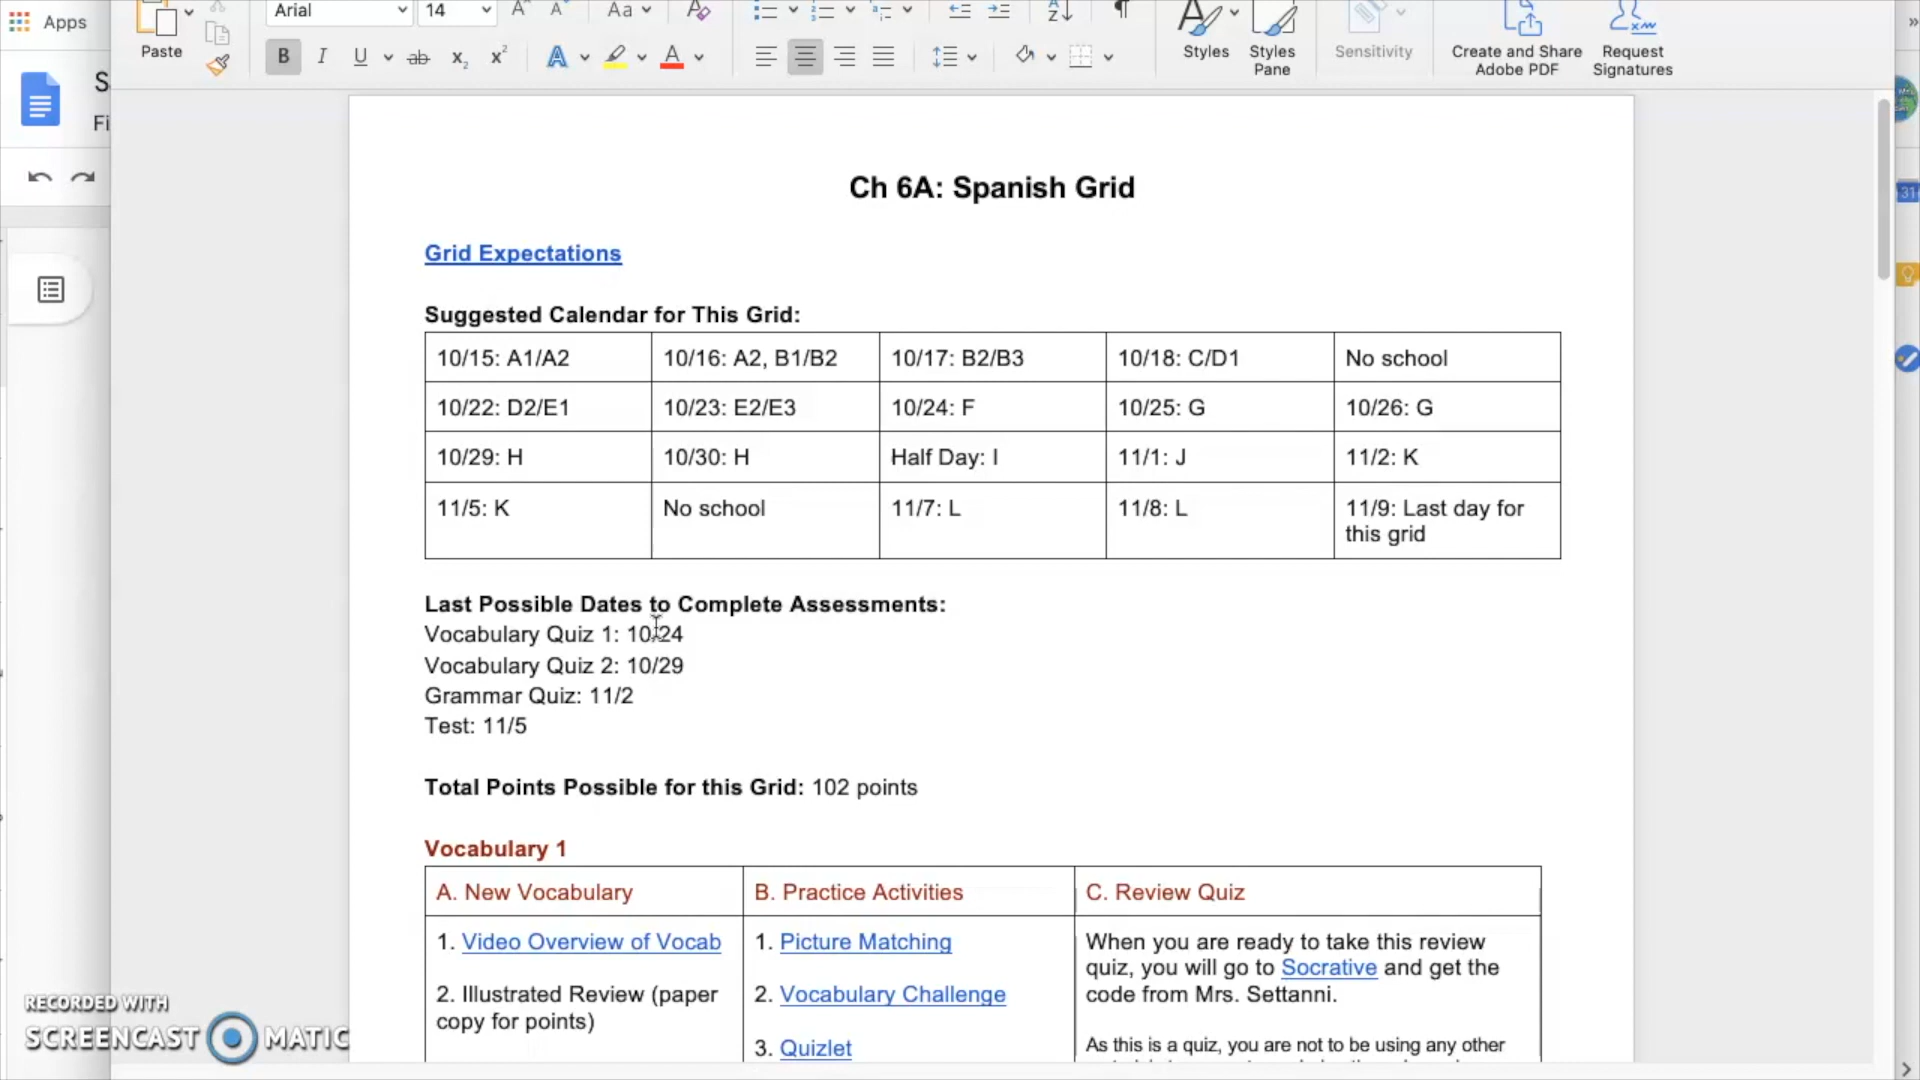 Apps
Arial
14
Aa
Paste
B I U ab x₂ x²
A
A
Styles
Styles
Pane
Sensitivity
Create and Share
Adobe PDF
Request
Signatures
S
Fi
31
Ch 6A: Spanish Grid
Grid Expectations
Suggested Calendar for This Grid:
10/15: A1/A2
10/16: A2, B1/B2
10/17: B2/B3
10/18: C/D1
No school
10/22: D2/E1
10/23: E2/E3
10/24: F
10/25: G
10/26: G
10/29: H
10/30: H
Half Day: I
11/1: J
11/2: K
11/5: K
No school
11/7: L
11/8: L
11/9: Last day for
this grid
Last Possible Dates to Complete Assessments:
Vocabulary Quiz 1: 10/24
Vocabulary Quiz 2: 10/29
Grammar Quiz: 11/2
Test: 11/5
Total Points Possible for this Grid: 102 points
Vocabulary 1
A. New Vocabulary
B. Practice Activities
C. Review Quiz
1. Video Overview of Vocab
2. Illustrated Review (paper
copy for points)
1. Picture Matching
2. Vocabulary Challenge
3. Quizlet
When you are ready to take this review
quiz, you will go to Socrative and get the
code from Mrs. Settanni.
As this is a quiz, you are not to be using any other
RECORDED WITH
SCREENCAST MATIC